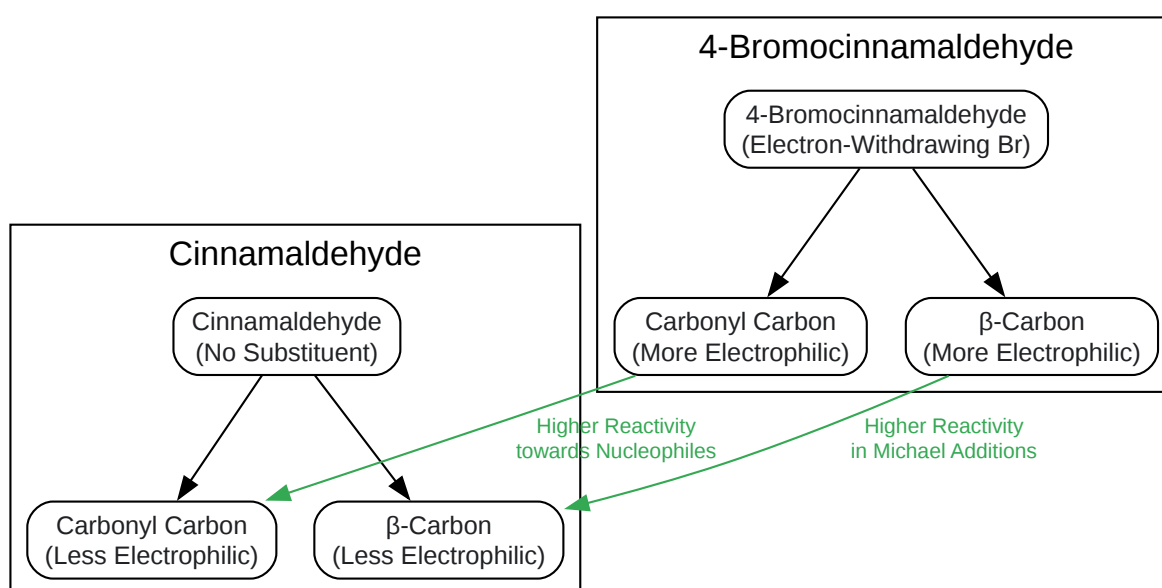 4-Bromocinnamaldehyde
4-Bromocinnamaldehyde
(Electron-Withdrawing Br)
Carbonyl Carbon
(More Electrophilic)
β-Carbon
(More Electrophilic)
Cinnamaldehyde
Cinnamaldehyde
(No Substituent)
Higher Reactivity
towards Nucleophiles
Higher Reactivity
in Michael Additions
Carbonyl Carbon
(Less Electrophilic)
β-Carbon
(Less Electrophilic)